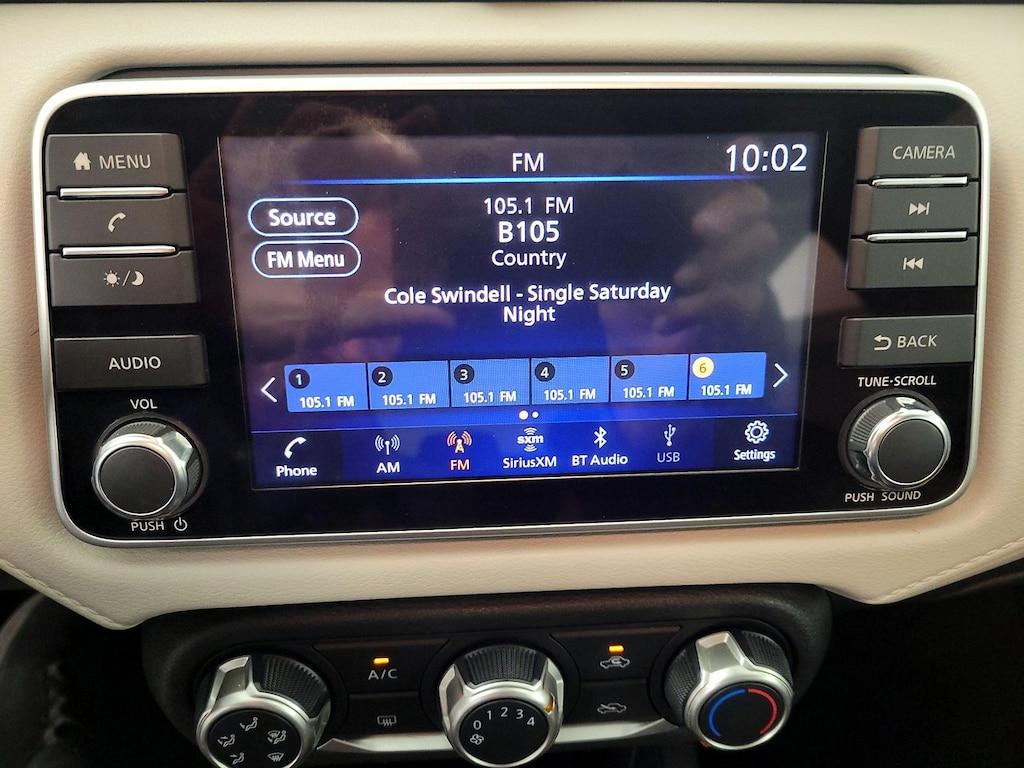 MENU
AUDIO
VOL
PUSH
FM
10:02
Source
FM Menu
105.1 FM
B105
Country
Cole Swindell - Single Saturday
Night
1
105.1 FM
2
105.1 FM
3
105.1 FM
4
105.1 FM
5
105.1 FM
6
105.1 FM
Phone
AM
FM
sxm
SiriusXM
BT Audio
USB
Settings
CAMERA
BACK
TUNE·SCROLL
PUSH SOUND
A/C
0 1 2 3 4